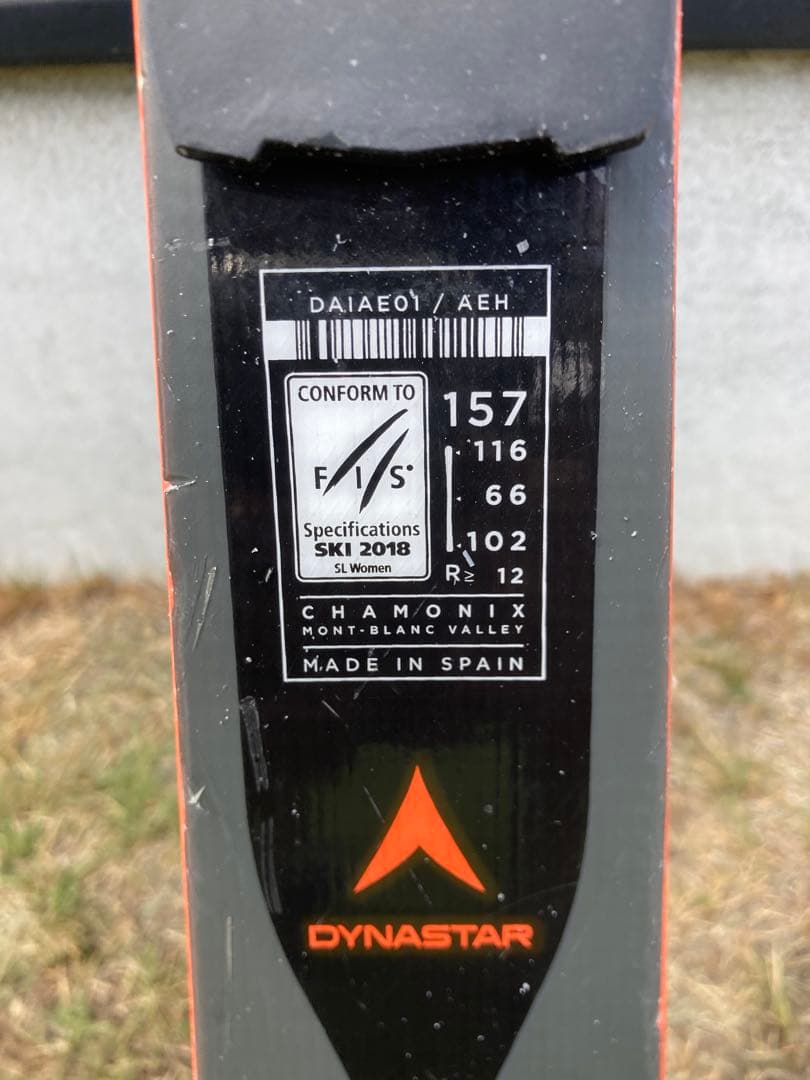 DAIAE01 / AEH
CONFORM TO
FIS
Specifications
SKI 2018
SL Women
157
116
66
102
R≥ 12
CHAMONIX
MONT-BLANC VALLEY
MADE IN SPAIN
DYNASTAR